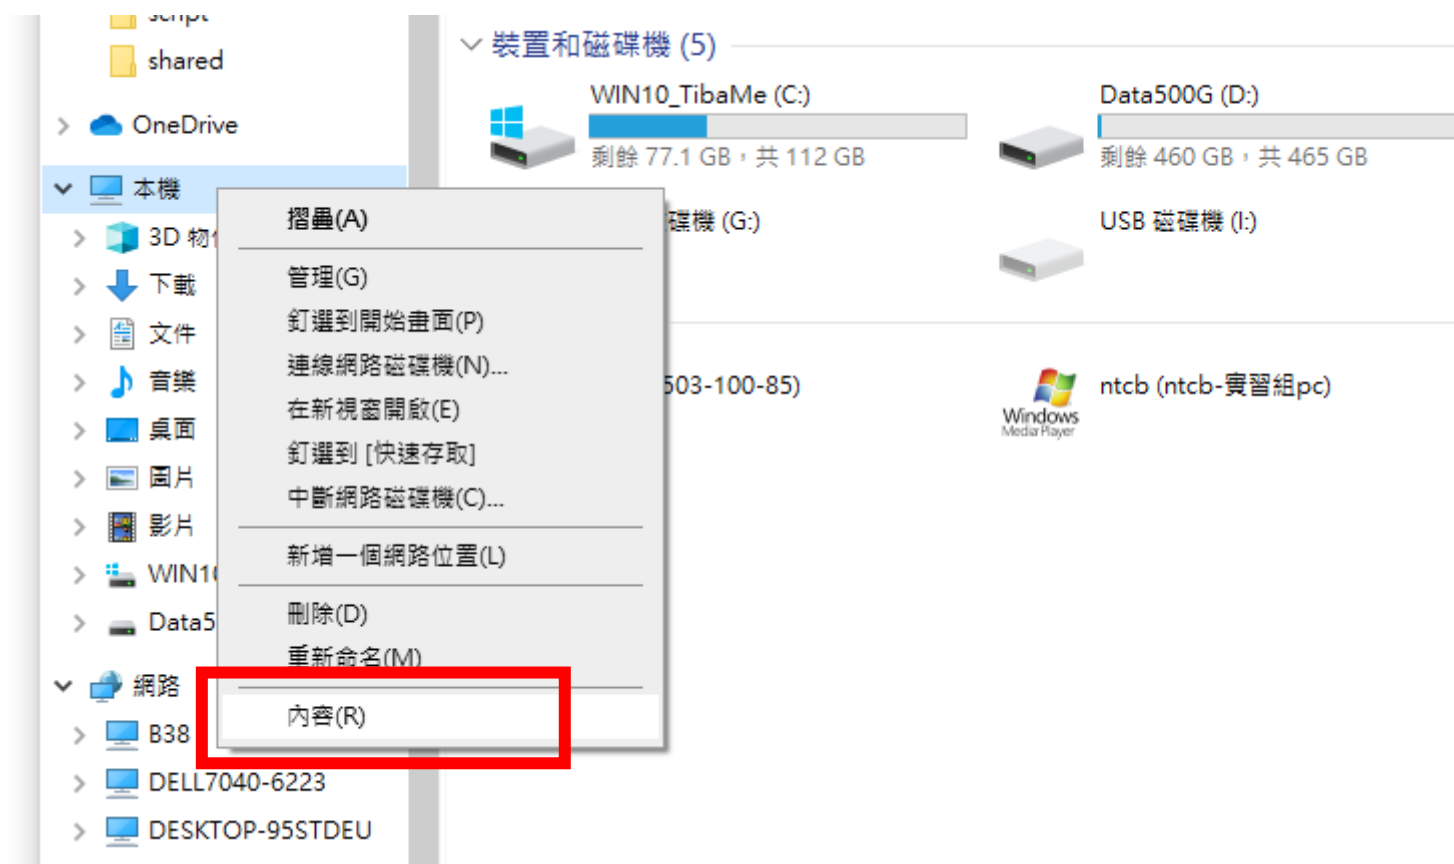 script
shared
OneDrive
本機
3D 物
下載
文件
音樂
桌面
圖片
影片
WIN10
Data5
網路
B38
DELL7040-6223
DESKTOP-95STDEU
摺疊(A)
管理(G)
釘選到開始畫面(P)
連線網路磁碟機(N)...
在新視窗開啟(E)
釘選到 [快速存取]
中斷網路磁碟機(C)...
新增一個網路位置(L)
刪除(D)
重新命名(M)
內容(R)
裝置和磁碟機 (5)
WIN10_TibaMe (C:)
剩餘 77.1 GB，共 112 GB
Data500G (D:)
剩餘 460 GB，共 465 GB
碟機 (G:)
USB 磁碟機 (I:)
503-100-85)
Windows
Media Player
ntcb (ntcb-實習組pc)